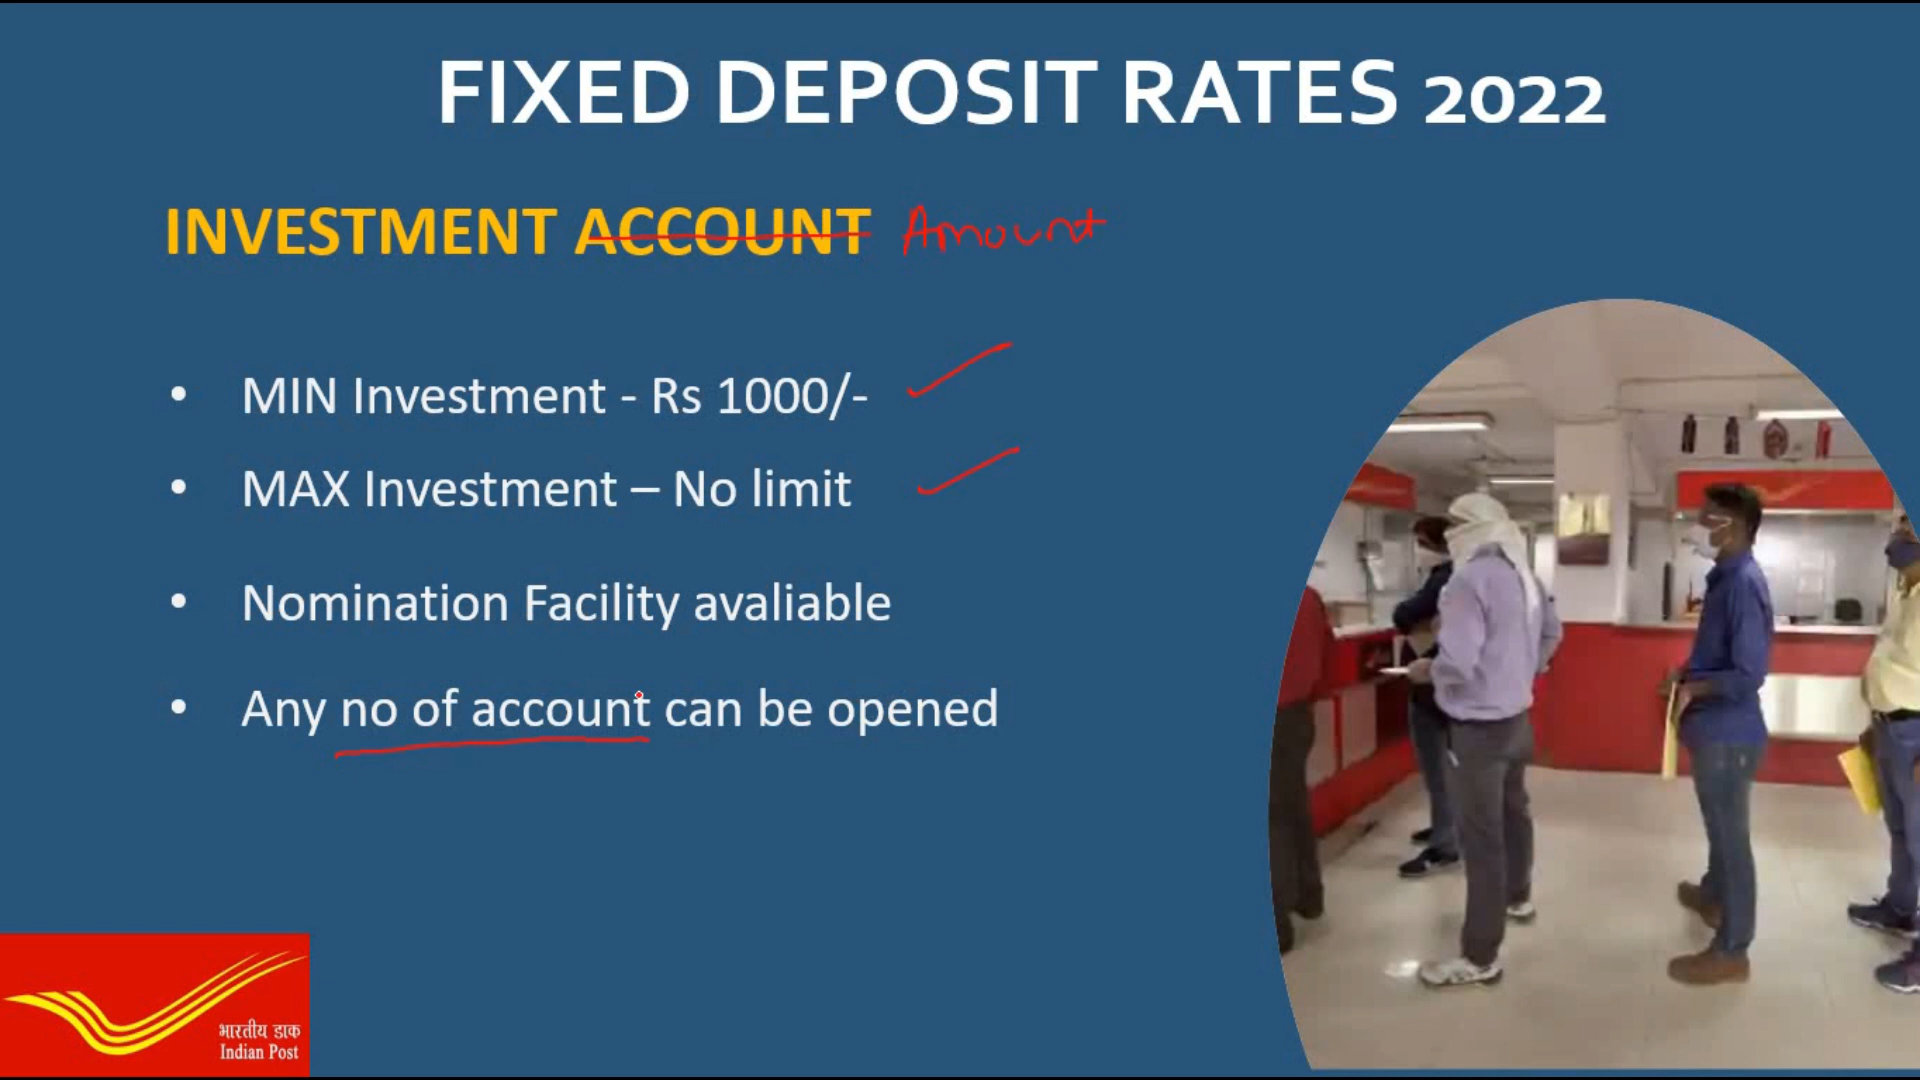 FIXED DEPOSIT RATES 2022
INVESTMENT ACCOUNT Amount
• MIN Investment - Rs 1000/-
• MAX Investment – No limit
• Nomination Facility avaliable
• Any no of account can be opened
भारतीय डाक
Indian Post